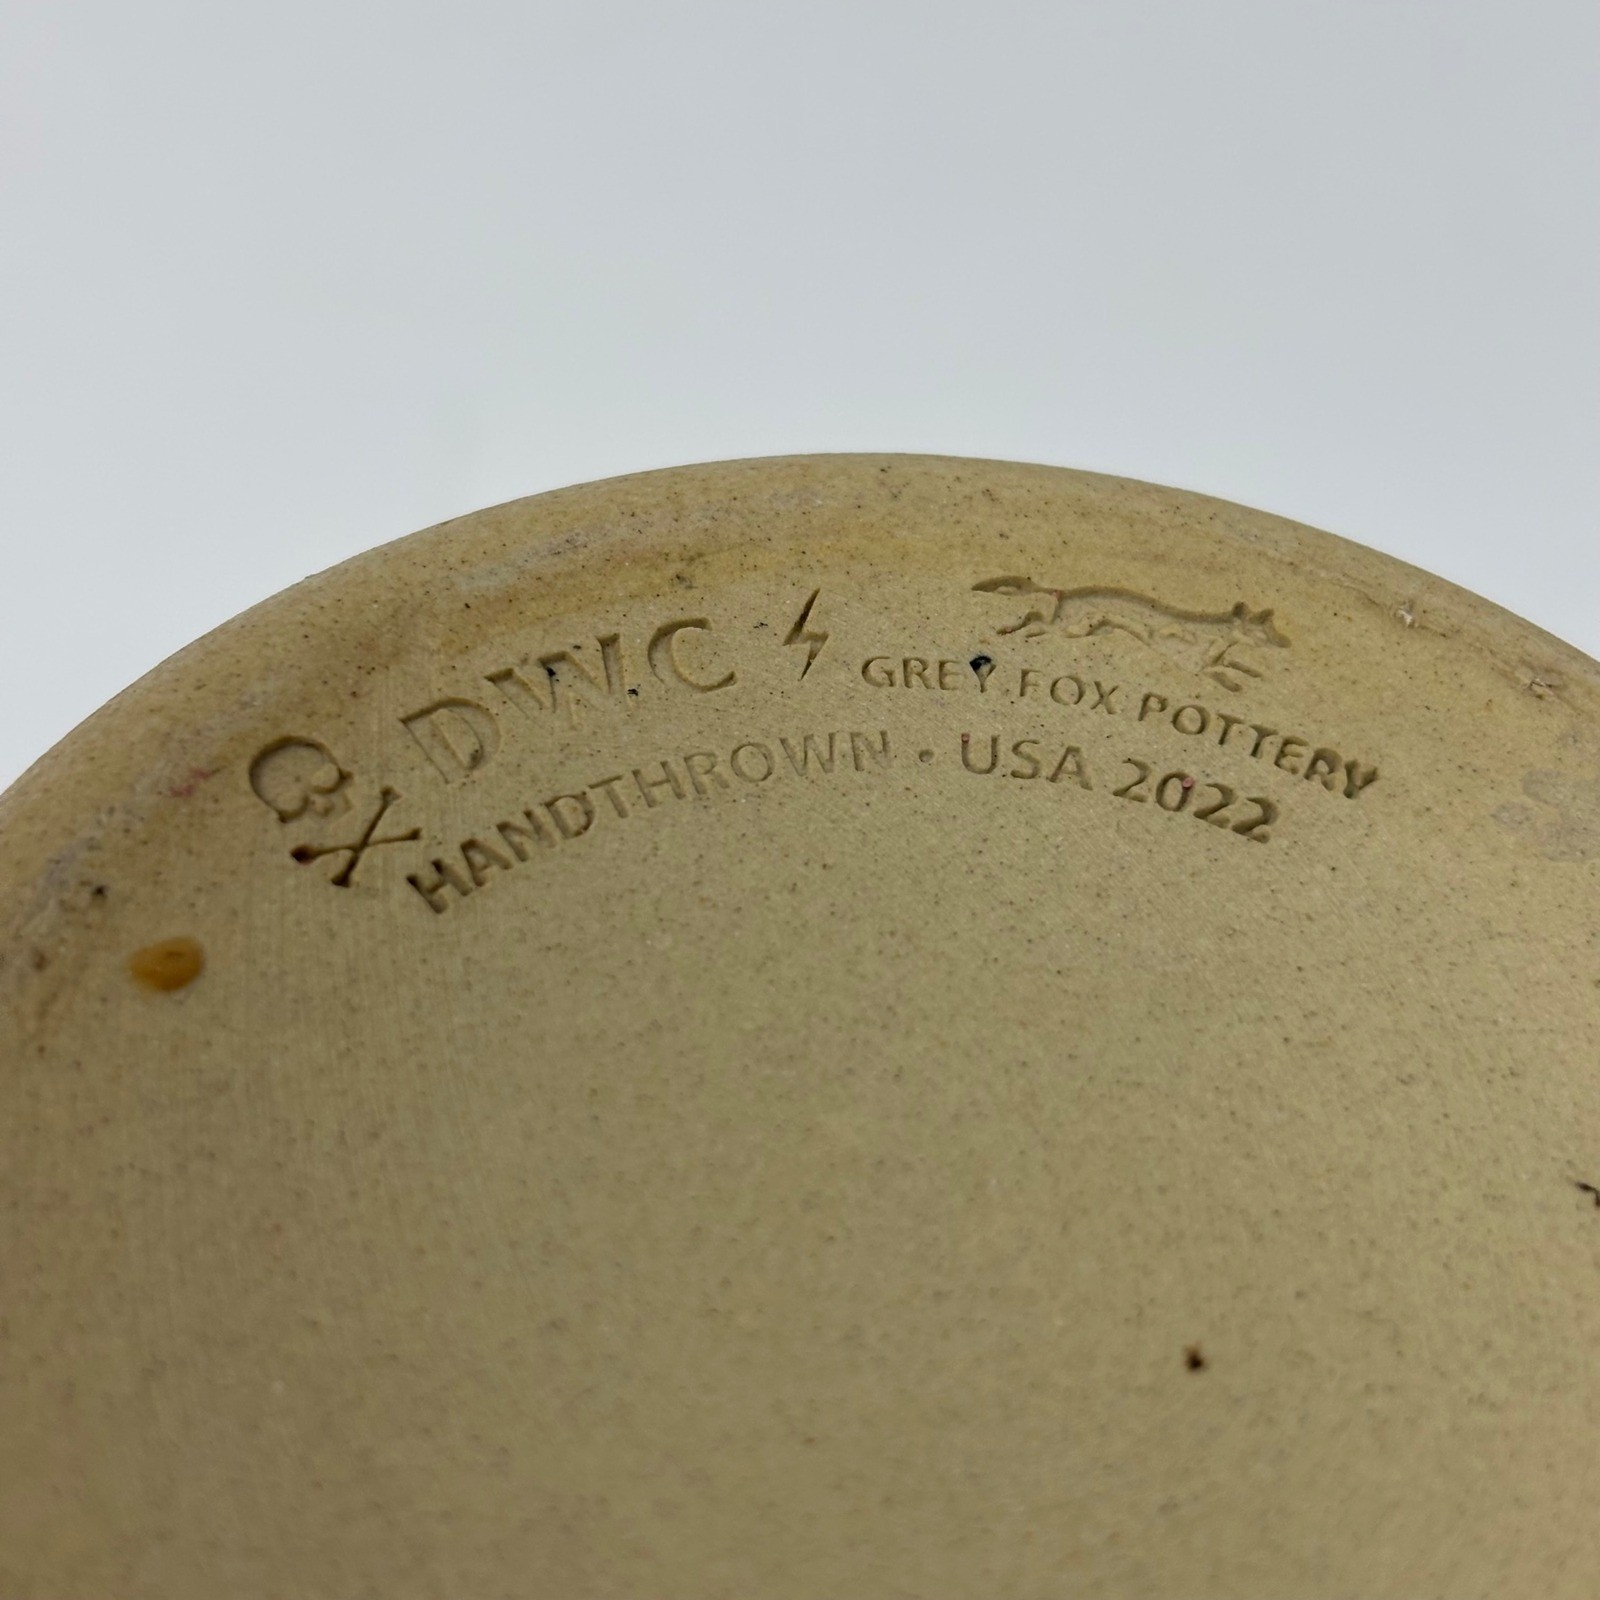 DWC
GREY FOX POTTERY
HANDTHROWN • USA 2022